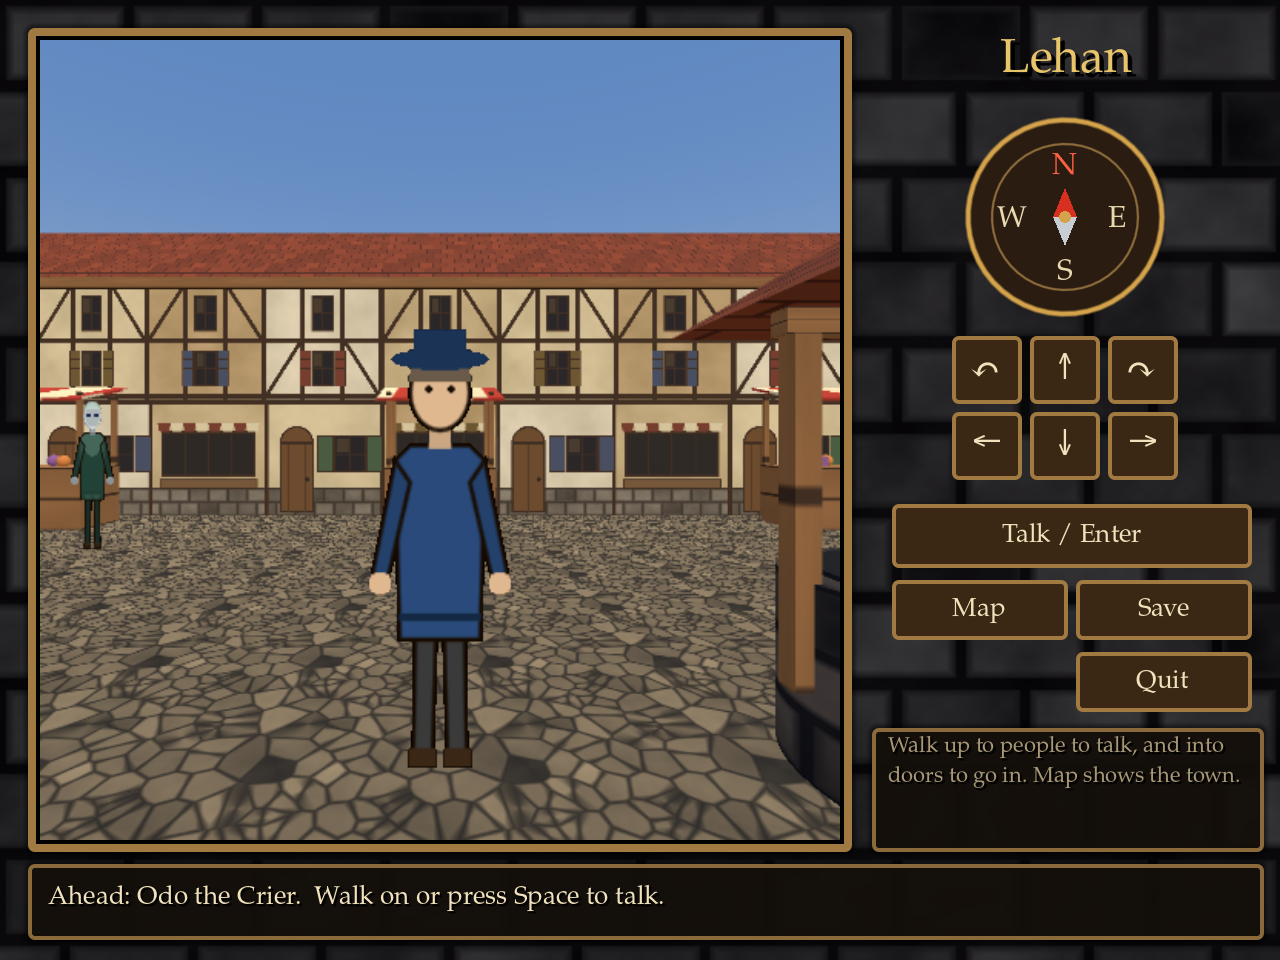 Lehan
N
W
E
S
Talk / Enter
Map
Save
Quit
Walk up to people to talk, and into
doors to go in. Map shows the town.
Ahead: Odo the Crier.  Walk on or press Space to talk.